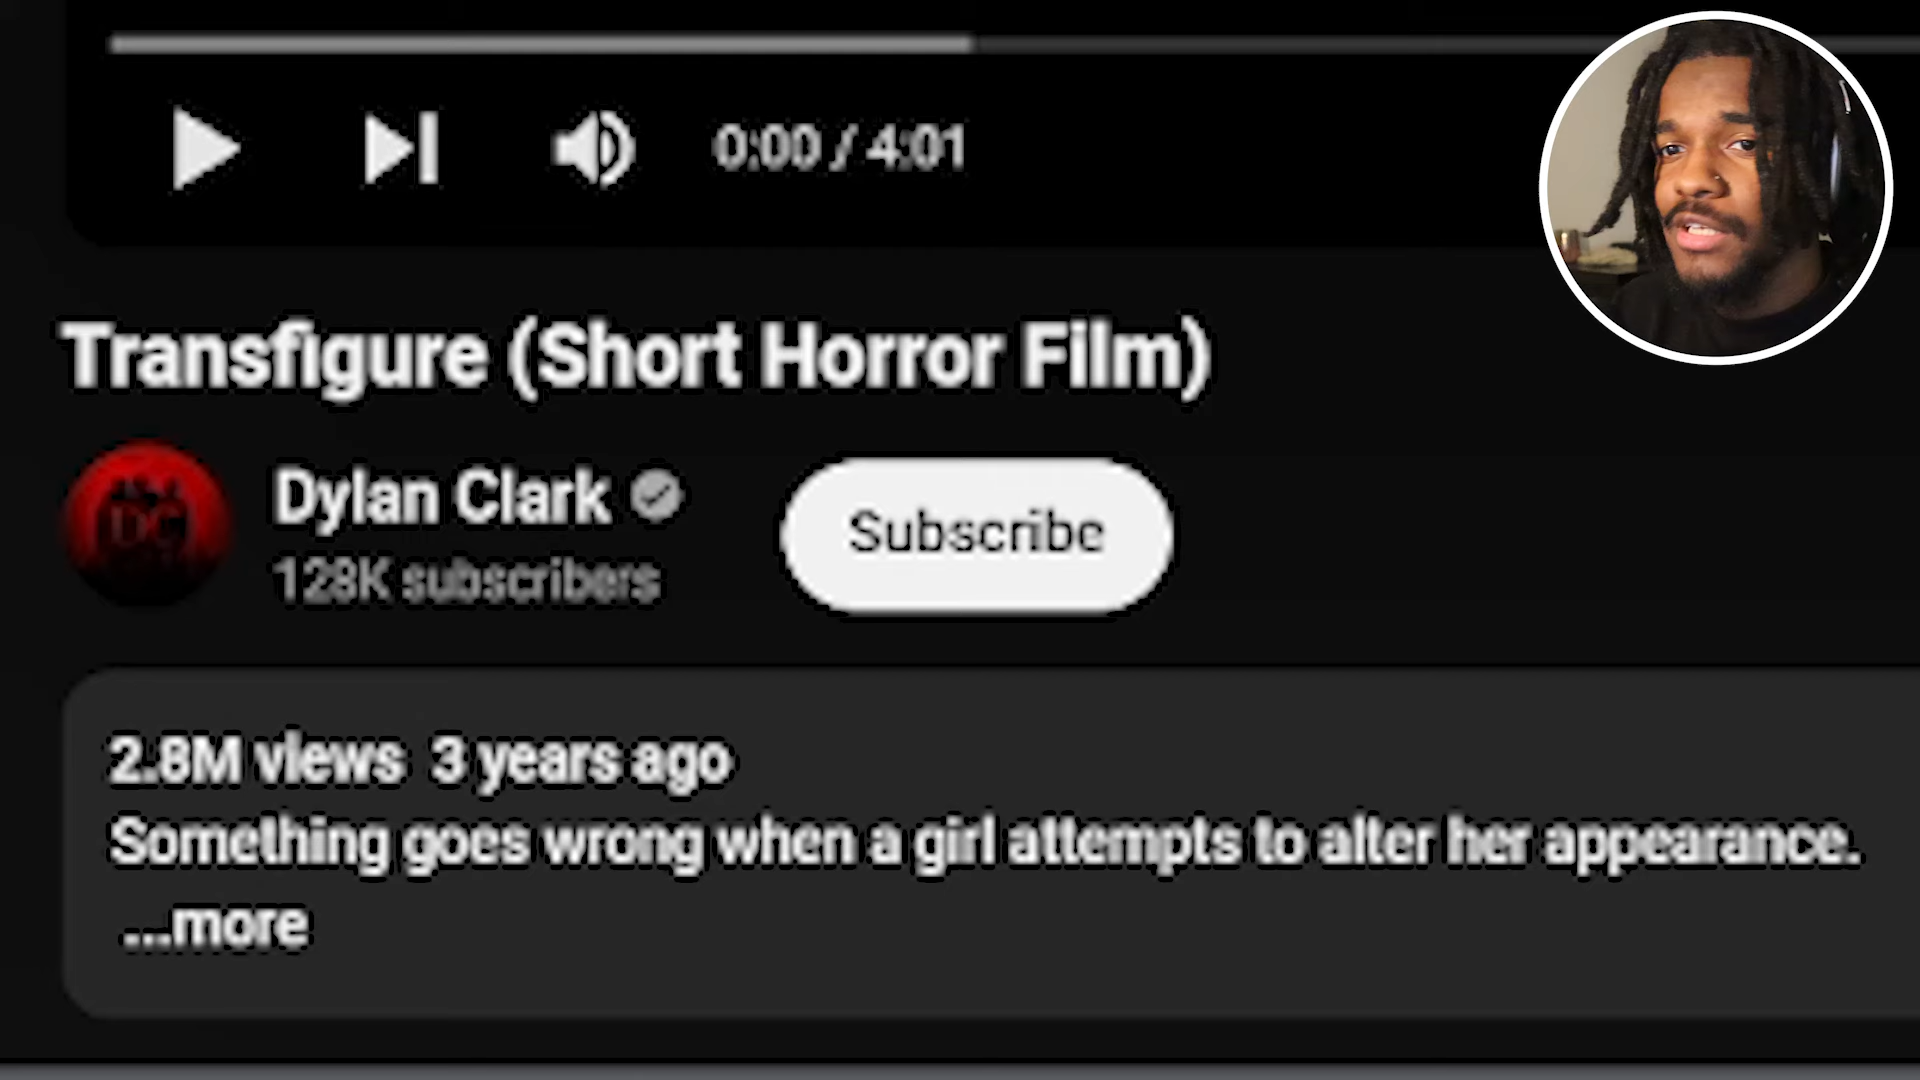 0:00 / 4:01
Transfigure (Short Horror Film)
DC
Dylan Clark
128K subscribers
Subscribe
2.8M views 3 years ago
Something goes wrong when a girl attempts to alter her appearance.
...more